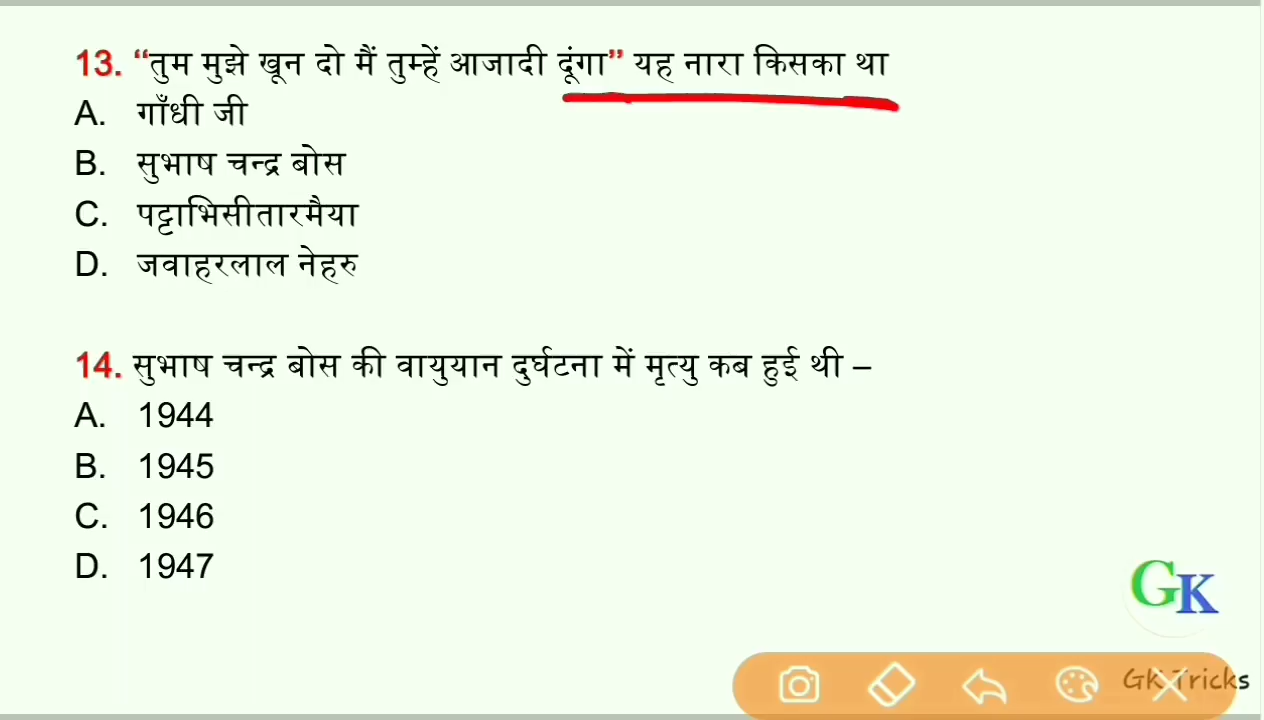 13. “तुम मुझे खून दो मैं तुम्हें आजादी दूंगा” यह नारा किसका था
A. गाँधी जी
B. सुभाष चन्द्र बोस
C. पट्टाभिसीतारमैया
D. जवाहरलाल नेहरु
14. सुभाष चन्द्र बोस की वायुयान दुर्घटना में मृत्यु कब हुई थी –
A. 1944
B. 1945
C. 1946
D. 1947
GK
GK Tricks